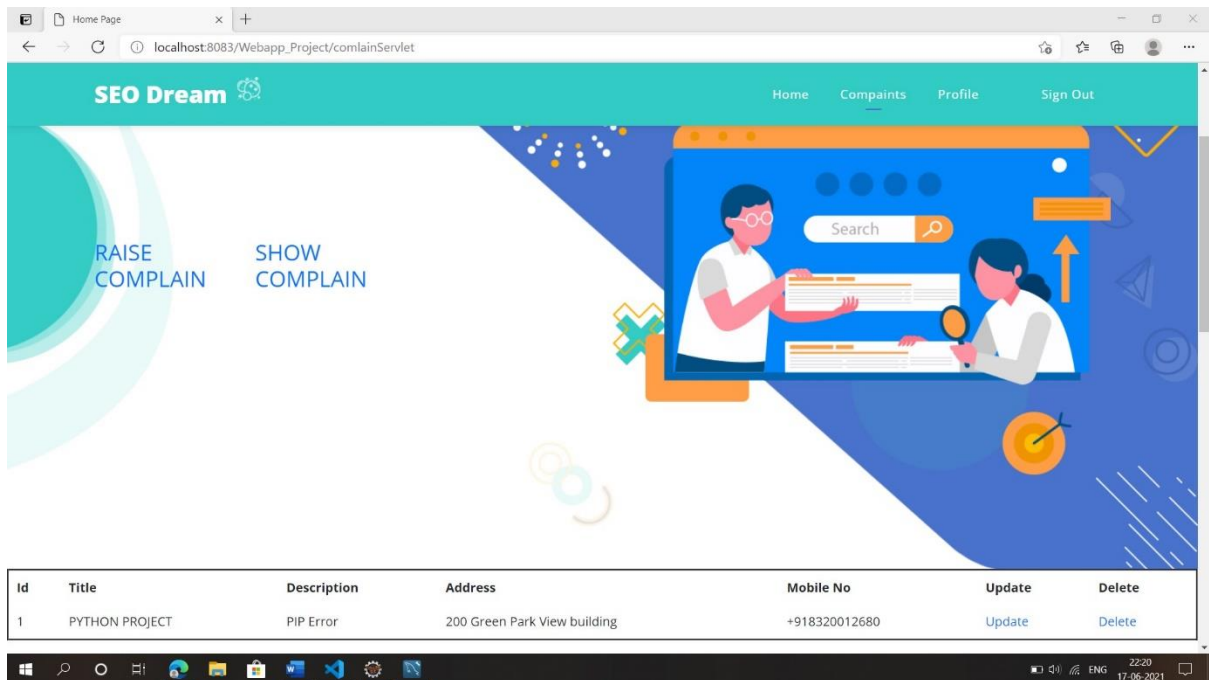 Home Page
localhost:8083/Webapp_Project/comlainServlet
SEO Dream
Home Compaints Profile Sign Out
Search
RAISE SHOW
COMPLAIN COMPLAIN
Id Title Description Address Mobile No Update Delete
1 PYTHON PROJECT PIP Error 200 Green Park View building +918320012680 Update Delete
ENG 22:20
17-06-2021